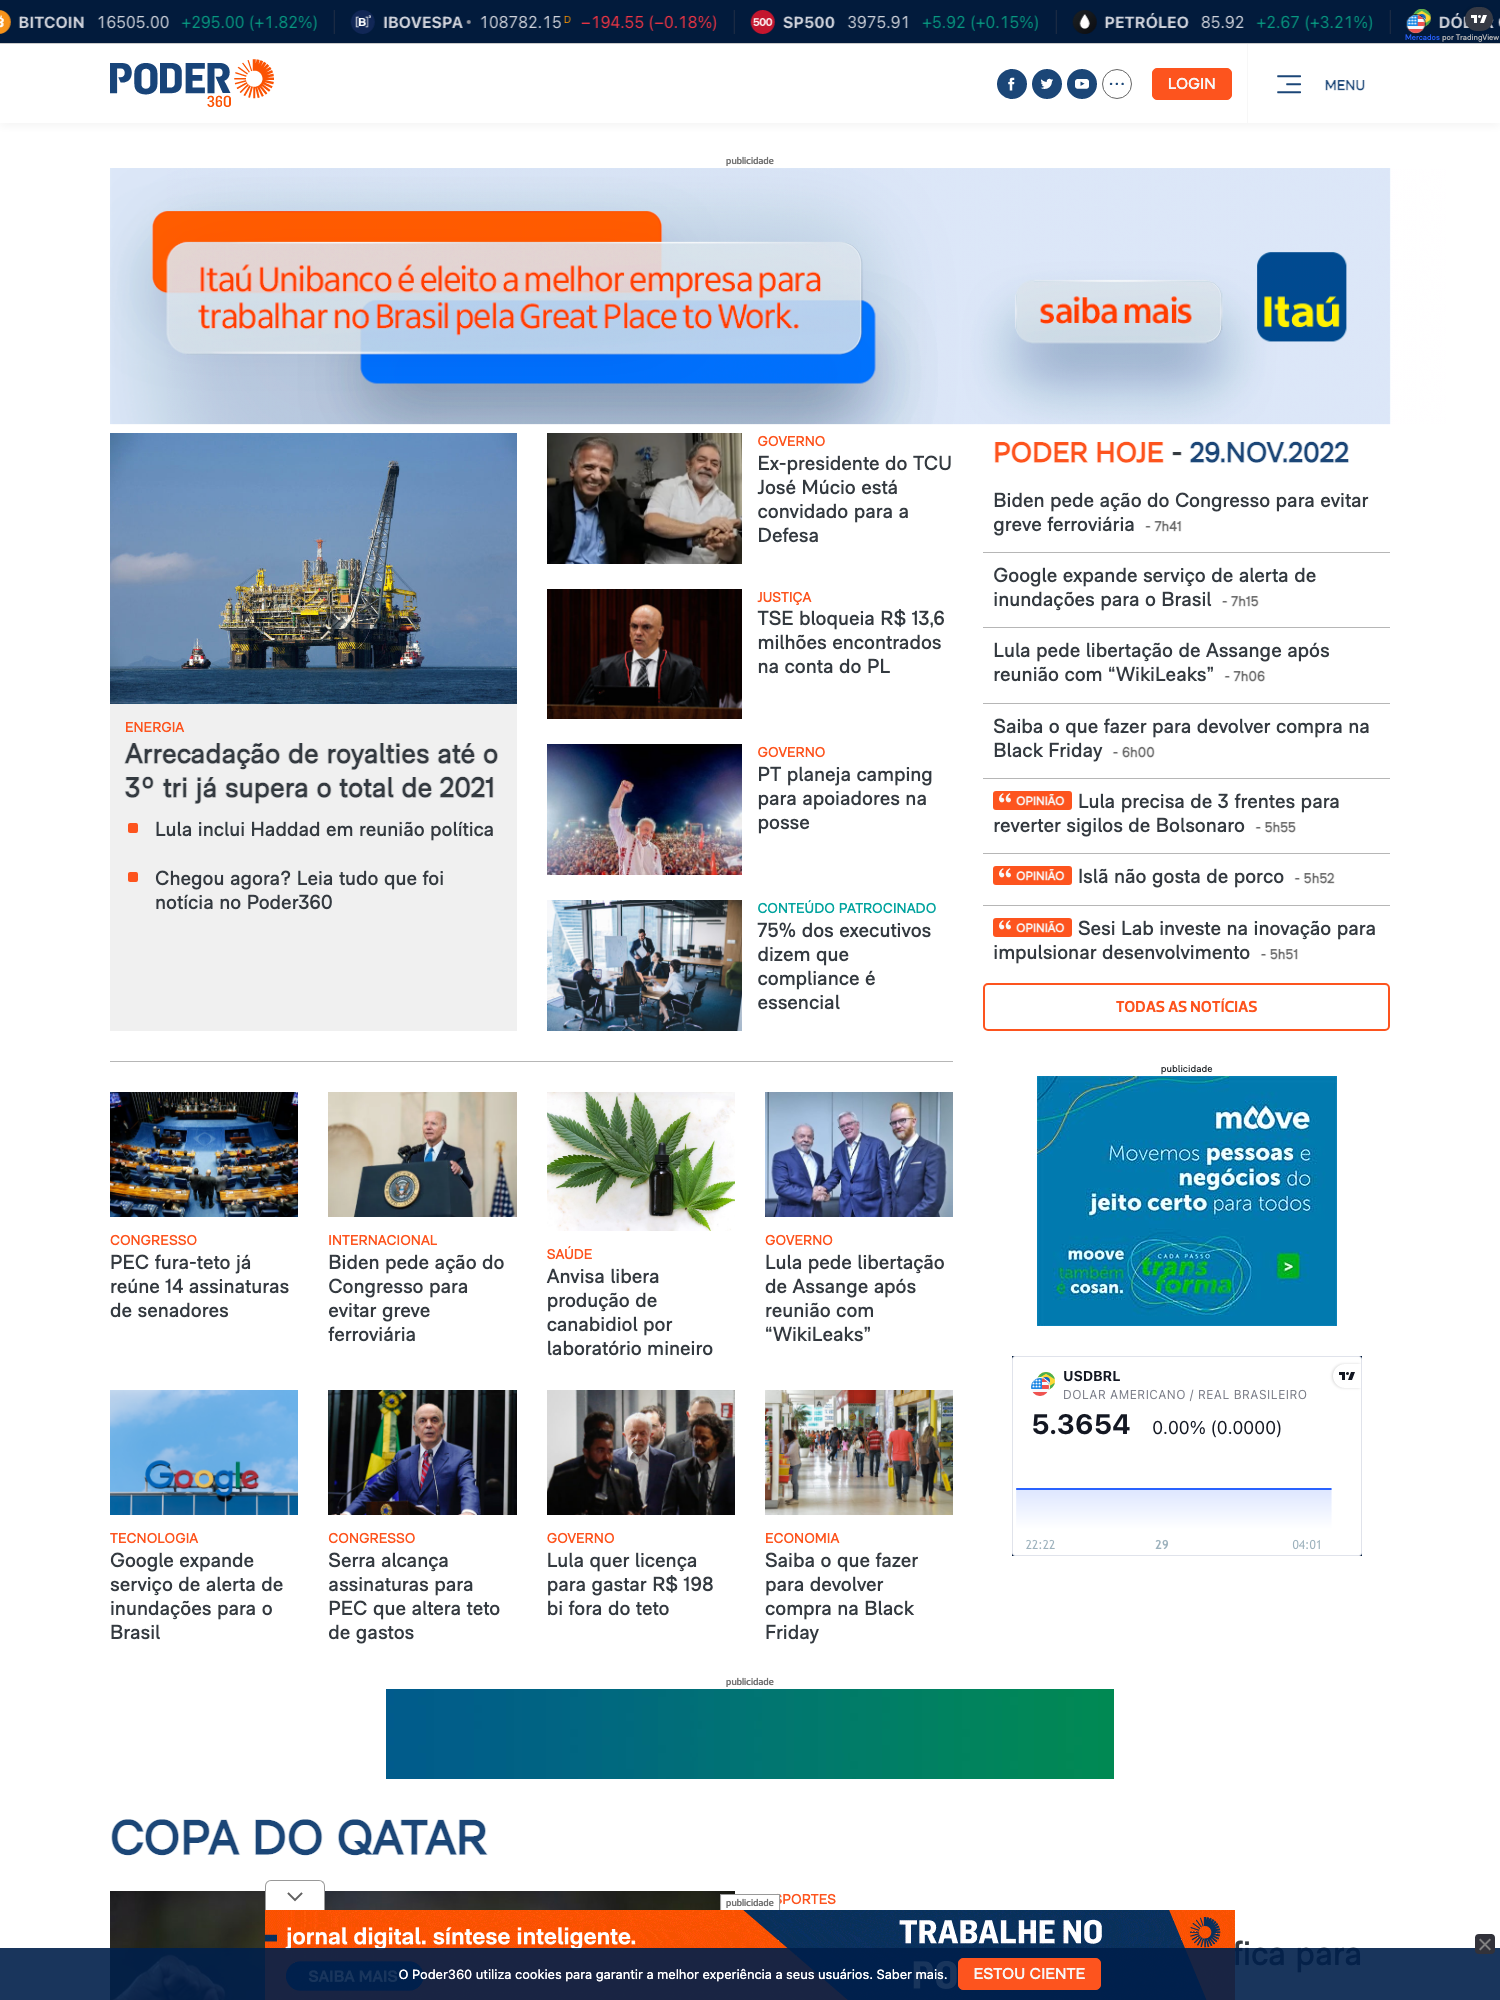 BITCOIN 16505.00 +295.00 (+1.82%) IBOVESPA 108782.15 D −194.55 (−0.18%) 500 SP500 3975.91 +5.92 (+0.15%) PETRÓLEO 85.92 +2.67 (+3.21%)
Mercados por TradingView
PODER
360
LOGIN
MENU
publicidade
Itaú Unibanco é eleito a melhor empresa para
trabalhar no Brasil pela Great Place to Work.
saiba mais
Itaú
ENERGIA
Arrecadação de royalties até o
3º tri já supera o total de 2021
Lula inclui Haddad em reunião política
Chegou agora? Leia tudo que foi
notícia no Poder360
GOVERNO
Ex-presidente do TCU
José Múcio está
convidado para a
Defesa
JUSTIÇA
TSE bloqueia R$ 13,6
milhões encontrados
na conta do PL
GOVERNO
PT planeja camping
para apoiadores na
posse
CONTEÚDO PATROCINADO
75% dos executivos
dizem que
compliance é
essencial
PODER HOJE - 29.NOV.2022
Biden pede ação do Congresso para evitar
greve ferroviária - 7h41
Google expande serviço de alerta de
inundações para o Brasil - 7h15
Lula pede libertação de Assange após
reunião com “WikiLeaks” - 7h06
Saiba o que fazer para devolver compra na
Black Friday - 6h00
“ OPINIÃO Lula precisa de 3 frentes para
reverter sigilos de Bolsonaro - 5h55
“ OPINIÃO Islã não gosta de porco - 5h52
“ OPINIÃO Sesi Lab investe na inovação para
impulsionar desenvolvimento - 5h51
TODAS AS NOTÍCIAS
CONGRESSO
PEC fura-teto já
reúne 14 assinaturas
de senadores
INTERNACIONAL
Biden pede ação do
Congresso para
evitar greve
ferroviária
SAÚDE
Anvisa libera
produção de
canabidiol por
laboratório mineiro
GOVERNO
Lula pede libertação
de Assange após
reunião com
“WikiLeaks”
Google
TECNOLOGIA
Google expande
serviço de alerta de
inundações para o
Brasil
CONGRESSO
Serra alcança
assinaturas para
PEC que altera teto
de gastos
GOVERNO
Lula quer licença
para gastar R$ 198
bi fora do teto
ECONOMIA
Saiba o que fazer
para devolver
compra na Black
Friday
publicidade
moove
Movemos pessoas e
negócios do
jeito certo para todos
moove
também
é cosan.
CADA PASSO
transforma
>
USDBRL
DOLAR AMERICANO / REAL BRASILEIRO
5.3654 0.00% (0.0000)
22:22 29 04:01
publicidade
COPA DO QATAR
publicidade
SPORTES
jornal digital. síntese inteligente.
TRABALHE NO
fica para
SAIBA MAIS
O Poder360 utiliza cookies para garantir a melhor experiência a seus usuários. Saber mais.
ESTOU CIENTE